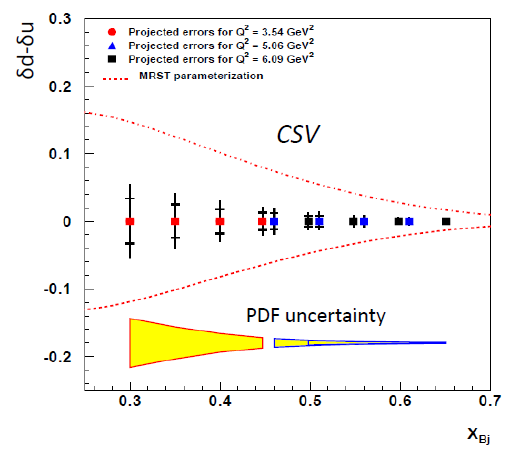 δd-δu
0.3
0.2
0.1
0
-0.1
-0.2
Projected errors for Q² = 3.54 GeV²
Projected errors for Q² = 5.06 GeV²
Projected errors for Q² = 6.09 GeV²
MRST parameterization
CSV
PDF uncertainty
0.3 0.4 0.5 0.6 0.7
X_Bj